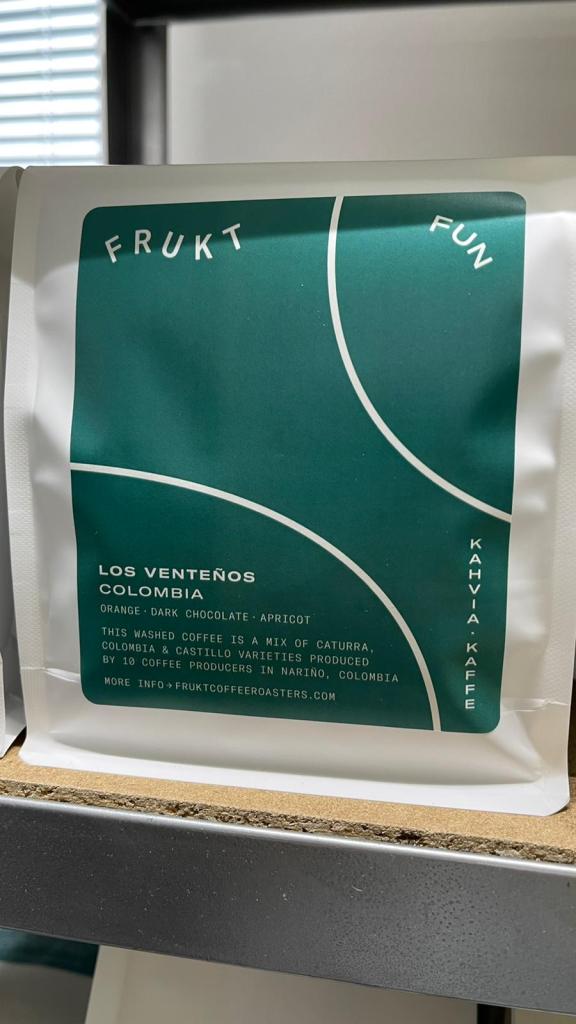 FRUKT
FUN
LOS VENTEÑOS
COLOMBIA
ORANGE · DARK CHOCOLATE · APRICOT
THIS WASHED COFFEE IS A MIX OF CATURRA,
COLOMBIA & CASTILLO VARIETIES PRODUCED
BY 10 COFFEE PRODUCERS IN NARIÑO, COLOMBIA
MORE INFO→FRUKTCOFFEEROASTERS.COM
KAHVIA · KAFFE